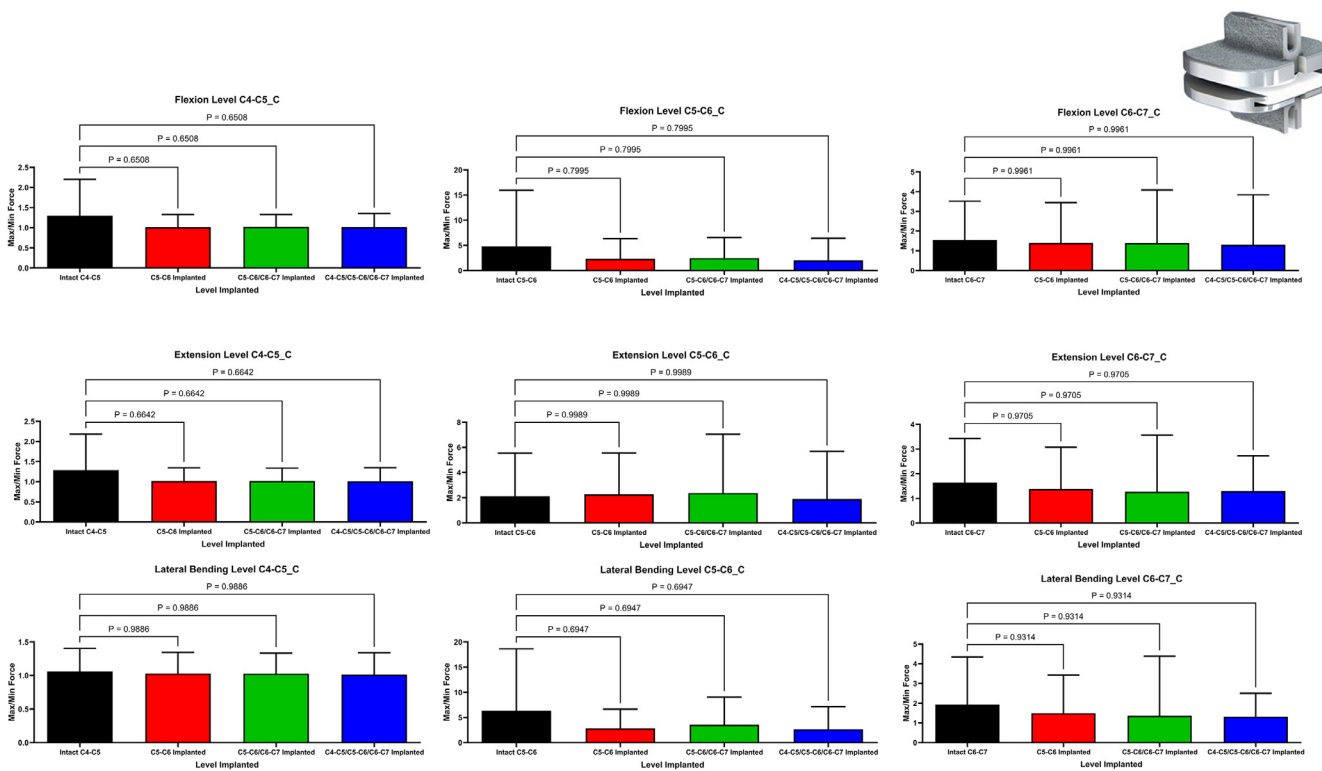 Flexion Level C4-C5_C
P = 0.6508
P = 0.6508
P = 0.6508
Max/Min Force
2.5
2.0
1.5
1.0
0.5
0.0
Intact C4-C5
C5-C6 Implanted
C5-C6/C6-C7 Implanted
C4-C5/C5-C6/C6-C7 Implanted
Level Implanted
Flexion Level C5-C6_C
P = 0.7995
P = 0.7995
P = 0.7995
Max/Min Force
20
15
10
5
0
Intact C5-C6
C5-C6 Implanted
C5-C6/C6-C7 Implanted
C4-C5/C5-C6/C6-C7 Implanted
Level Implanted
Flexion Level C6-C7_C
P = 0.9961
P = 0.9961
P = 0.9961
Max/Min Force
5
4
3
2
1
0
Intact C6-C7
C5-C6 Implanted
C5-C6/C6-C7 Implanted
C4-C5/C5-C6/C6-C7 Implanted
Level Implanted
Extension Level C4-C5_C
P = 0.6642
P = 0.6642
P = 0.6642
Max/Min Force
2.5
2.0
1.5
1.0
0.5
0.0
Intact C4-C5
C5-C6 Implanted
C5-C6/C6-C7 Implanted
C4-C5/C5-C6/C6-C7 Implanted
Level Implanted
Extension Level C5-C6_C
P = 0.9989
P = 0.9989
P = 0.9989
Max/Min Force
8
6
4
2
0
Intact C5-C6
C5-C6 Implanted
C5-C6/C6-C7 Implanted
C4-C5/C5-C6/C6-C7 Implanted
Level Implanted
Extension Level C6-C7_C
P = 0.9705
P = 0.9705
P = 0.9705
Max/Min Force
4
3
2
1
0
Intact C6-C7
C5-C6 Implanted
C5-C6/C6-C7 Implanted
C4-C5/C5-C6/C6-C7 Implanted
Level Implanted
Lateral Bending Level C4-C5_C
P = 0.9886
P = 0.9886
P = 0.9886
Max/Min Force
1.5
1.0
0.5
0.0
Intact C4-C5
C5-C6 Implanted
C5-C6/C6-C7 Implanted
C4-C5/C5-C6/C6-C7 Implanted
Level Implanted
Lateral Bending Level C5-C6_C
P = 0.6947
P = 0.6947
P = 0.6947
Max/Min Force
20
15
10
5
0
Intact C5-C6
C5-C6 Implanted
C5-C6/C6-C7 Implanted
C4-C5/C5-C6/C6-C7 Implanted
Level Implanted
Lateral Bending Level C6-C7_C
P = 0.9314
P = 0.9314
P = 0.9314
Max/Min Force
5
4
3
2
1
0
Intact C6-C7
C5-C6 Implanted
C5-C6/C6-C7 Implanted
C4-C5/C5-C6/C6-C7 Implanted
Level Implanted